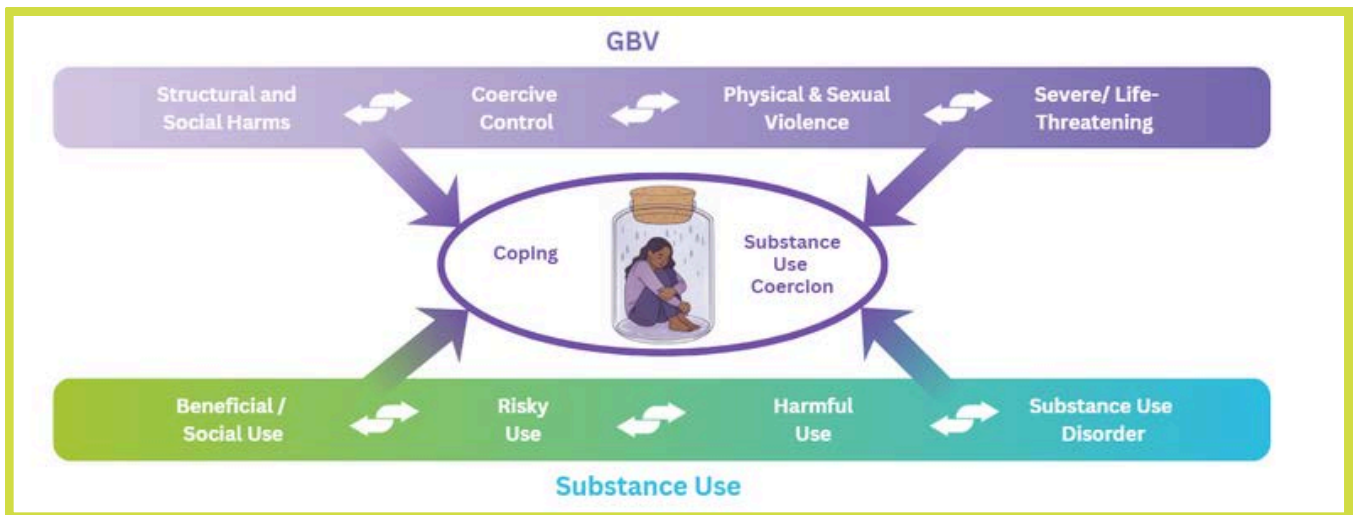 GBV
Structural and
Social Harms
Coercive
Control
Physical & Sexual
Violence
Severe/ Life-
Threatening
Coping
Substance
Use
Coercion
Beneficial /
Social Use
Risky
Use
Harmful
Use
Substance Use
Disorder
Substance Use